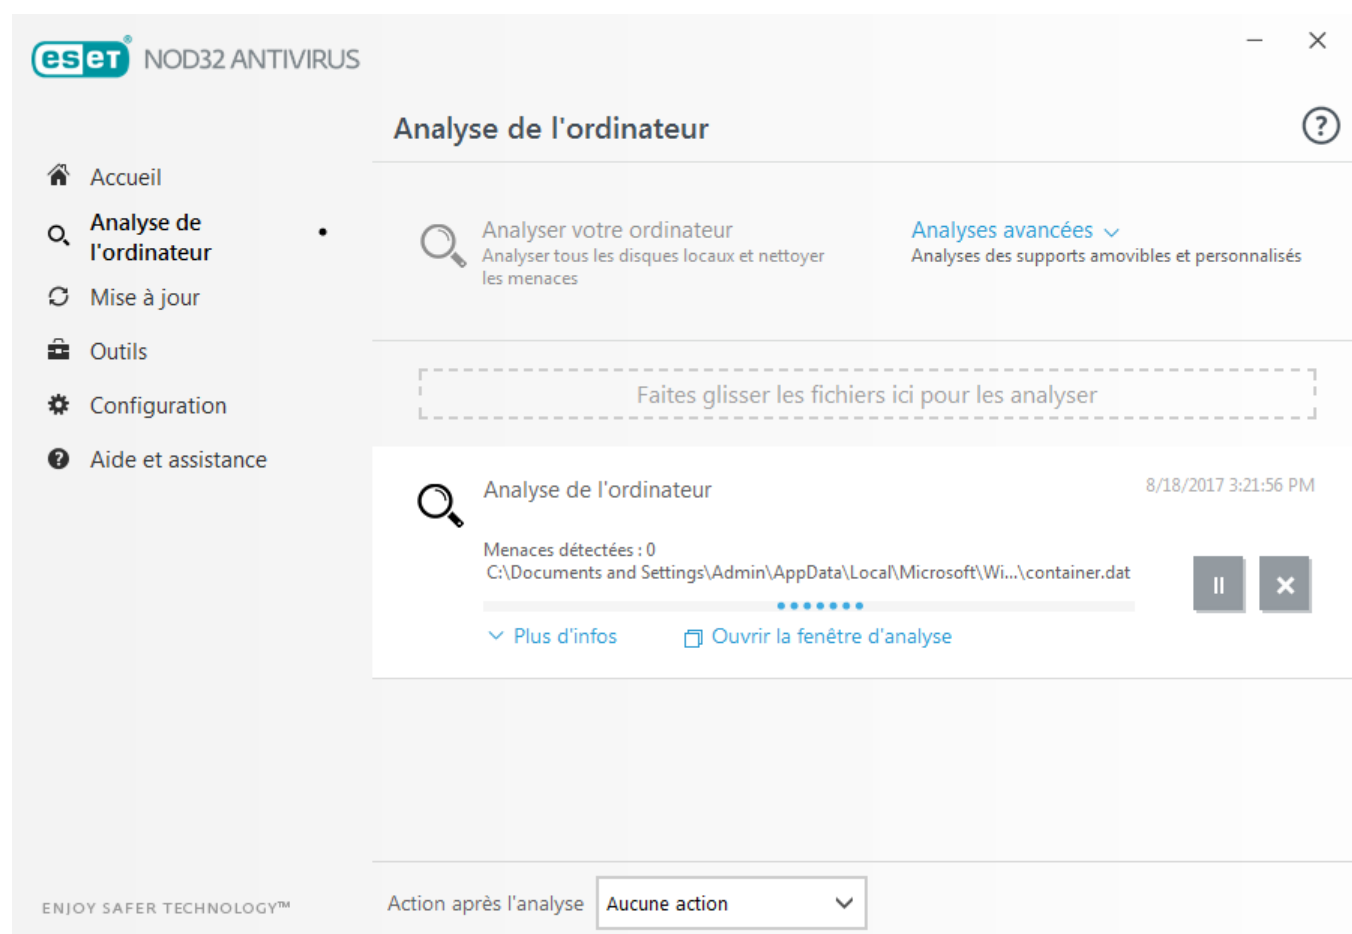 eset® NOD32 ANTIVIRUS
Analyse de l'ordinateur
?
Accueil
Analyse de
l'ordinateur
Mise à jour
Outils
Configuration
? Aide et assistance
Analyser votre ordinateur
Analyser tous les disques locaux et nettoyer
les menaces
Analyses avancées
Analyses des supports amovibles et personnalisés
Faites glisser les fichiers ici pour les analyser
Analyse de l'ordinateur
8/18/2017 3:21:56 PM
Menaces détectées : 0
C:\Documents and Settings\Admin\AppData\Local\Microsoft\Wi...\container.dat
Plus d'infos
Ouvrir la fenêtre d'analyse
ENJOY SAFER TECHNOLOGY™
Action après l'analyse
Aucune action